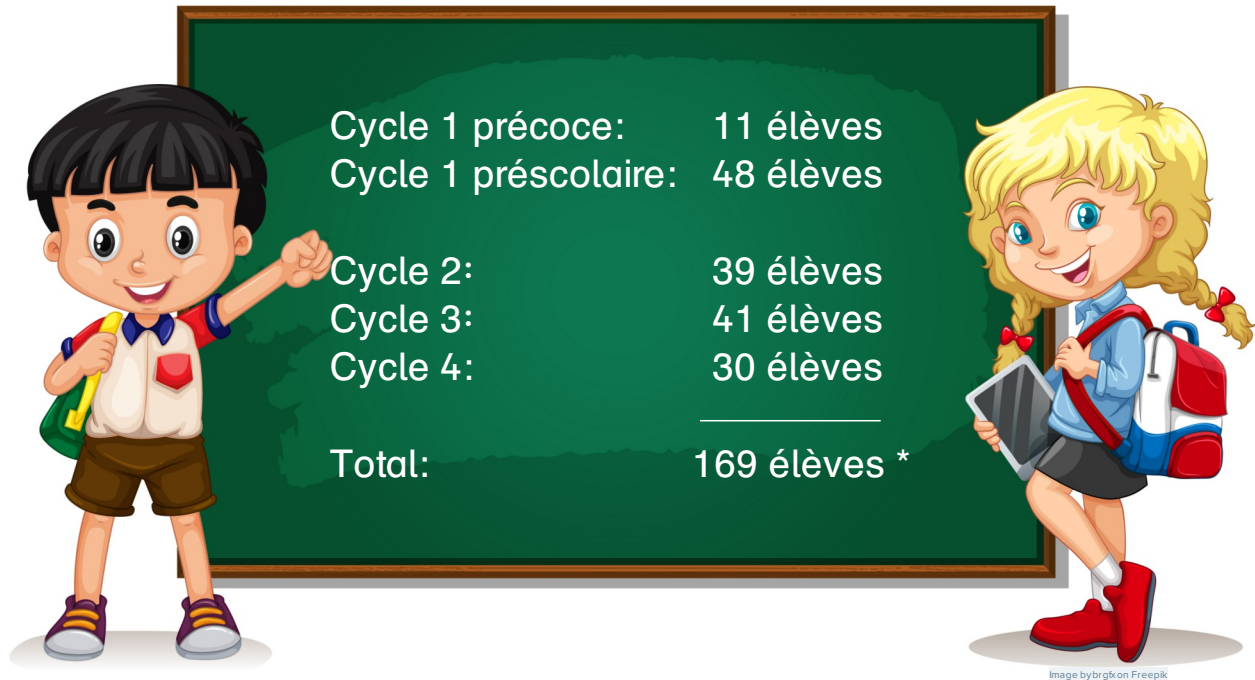 Cycle 1 précoce: 11 élèves
Cycle 1 préscolaire: 48 élèves
Cycle 2: 39 élèves
Cycle 3: 41 élèves
Cycle 4: 30 élèves
Total: 169 élèves *
Image by brgfx on Freepik